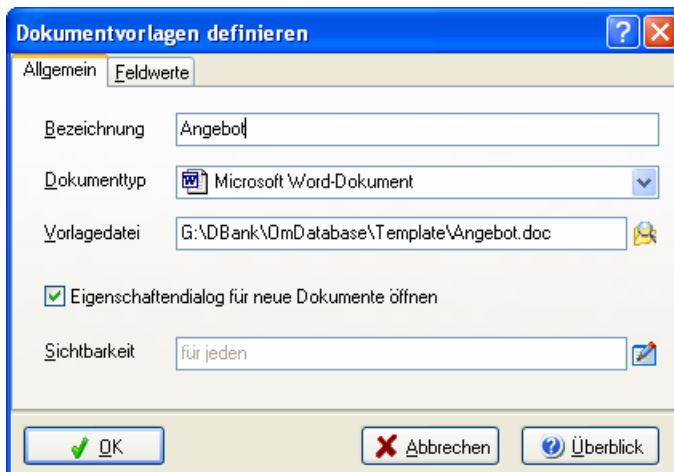 Dokumentvorlagen definieren
Allgemein Feldwerte
Bezeichnung Angebot
Dokumenttyp Microsoft Word-Dokument
Vorlagedatei G:\DBank\OmDatabase\Template\Angebot.doc
Eigenschaftendialog für neue Dokumente öffnen
Sichtbarkeit für jeden
OK Abbrechen Überblick